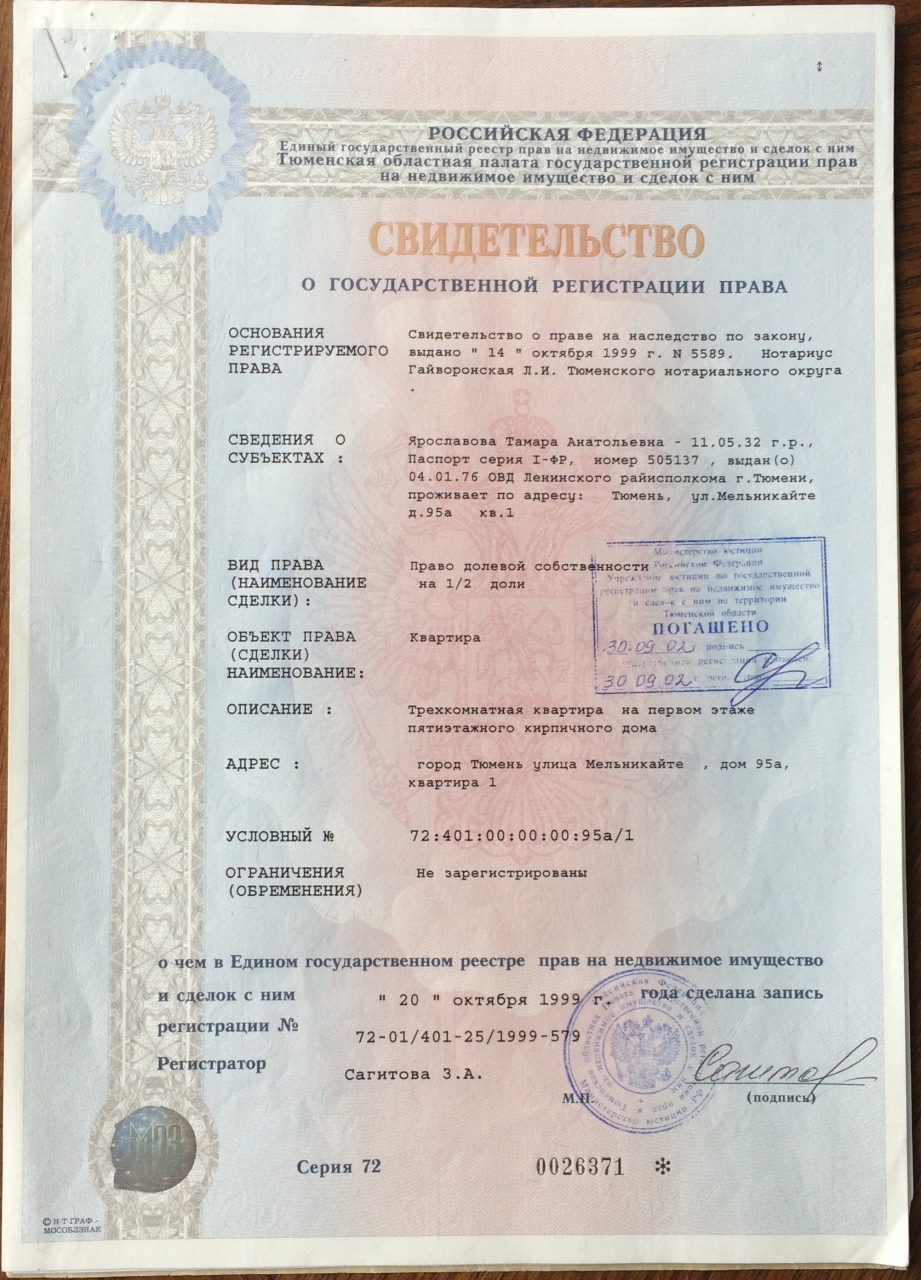 РОССИЙСКАЯ ФЕДЕРАЦИЯ
Единый государственный реестр прав на недвижимое имущество и сделок с ним
Тюменская областная палата государственной регистрации прав
на недвижимое имущество и сделок с ним
СВИДЕТЕЛЬСТВО
О ГОСУДАРСТВЕННОЙ РЕГИСТРАЦИИ ПРАВА
ОСНОВАНИЯ РЕГИСТРИРУЕМОГО ПРАВА
Свидетельство о праве на наследство по закону,
выдано " 14 " октября 1999 г. N 5589. Нотариус
Гайворонская Л.И. Тюменского нотариального округа
.
СВЕДЕНИЯ О
СУБЪЕКТАХ :
Ярославова Тамара Анатольевна - 11.05.32 г.р.,
Паспорт серия I-ФР, номер 505137 , выдан(о)
04.01.76 ОВД Ленинского райисполкома г.Тюмени,
проживает по адресу: Тюмень, ул.Мельникайте
д.95а кв.1
ВИД ПРАВА
(НАИМЕНОВАНИЕ
СДЕЛКИ) :
Право долевой собственности
на 1/2 доли
Министерство юстиции
Российской Федерации
Учреждение юстиции по государственной
регистрации прав на недвижимое имущество
и сделок с ним на территории
Тюменской области
ПОГАШЕНО
30.09.02 подпись
30 09 02
ОБЪЕКТ ПРАВА
(СДЕЛКИ)
НАИМЕНОВАНИЕ:
Квартира
ОПИСАНИЕ :
Трехкомнатная квартира на первом этаже
пятиэтажного кирпичного дома
АДРЕС :
город Тюмень улица Мельникайте , дом 95а,
квартира 1
УСЛОВНЫЙ №
72:401:00:00:00:95а/1
ОГРАНИЧЕНИЯ
(ОБРЕМЕНЕНИЯ)
Не зарегистрированы
о чем в Едином государственном реестре прав на недвижимое имущество
и сделок с ним " 20 " октября 1999 г. года сделана запись
регистрации № 72-01/401-25/1999-579
Регистратор Сагитова З.А.
М.П. (подпись)
Серия 72 0026371 *
МОЗ
© Н-Т ГРАФ -
МОСОБЛЗНАК